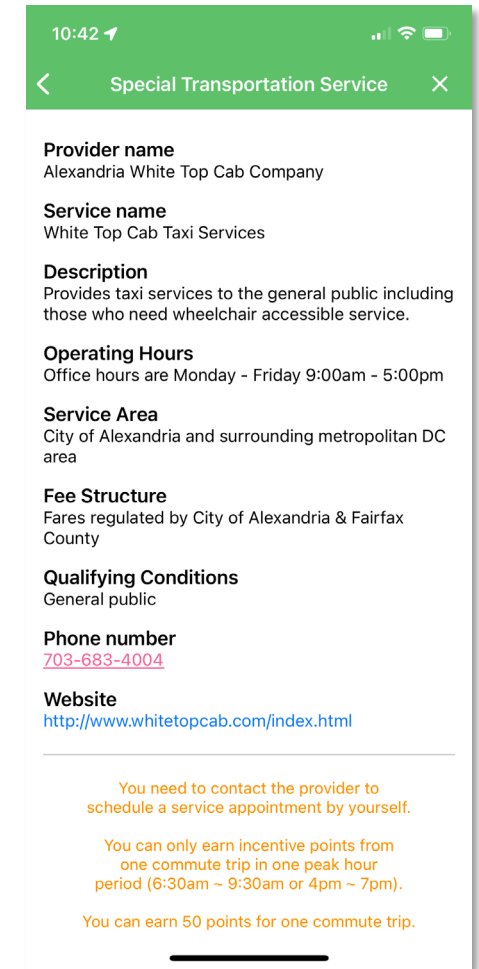 10:42
Special Transportation Service
Provider name
Alexandria White Top Cab Company
Service name
White Top Cab Taxi Services
Description
Provides taxi services to the general public including
those who need wheelchair accessible service.
Operating Hours
Office hours are Monday - Friday 9:00am - 5:00pm
Service Area
City of Alexandria and surrounding metropolitan DC
area
Fee Structure
Fares regulated by City of Alexandria & Fairfax
County
Qualifying Conditions
General public
Phone number
703-683-4004
Website
http://www.whitetopcab.com/index.html
You need to contact the provider to
schedule a service appointment by yourself.
You can only earn incentive points from
one commute trip in one peak hour
period (6:30am ~ 9:30am or 4pm ~ 7pm).
You can earn 50 points for one commute trip.